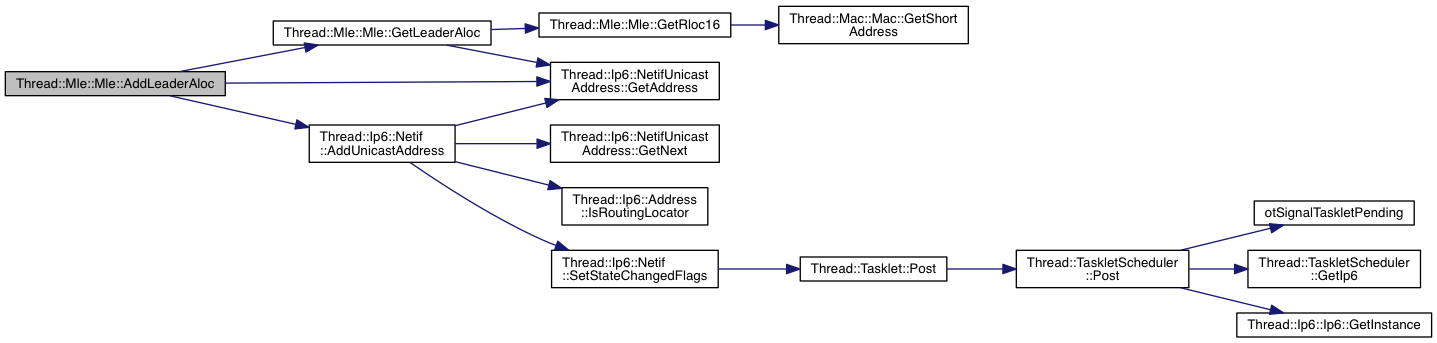 Thread::Mle::Mle::AddLeaderAloc
Thread::Mle::Mle::GetLeaderAloc
Thread::Mle::Mle::GetRloc16
Thread::Mac::Mac::GetShort
Address
Thread::Ip6::NetifUnicast
Address::GetAddress
Thread::Ip6::Netif
::AddUnicastAddress
Thread::Ip6::NetifUnicast
Address::GetNext
Thread::Ip6::Address
::IsRoutingLocator
Thread::Ip6::Netif
::SetStateChangedFlags
Thread::Tasklet::Post
Thread::TaskletScheduler
::Post
otSignalTaskletPending
Thread::TaskletScheduler
::GetIp6
Thread::Ip6::Ip6::GetInstance